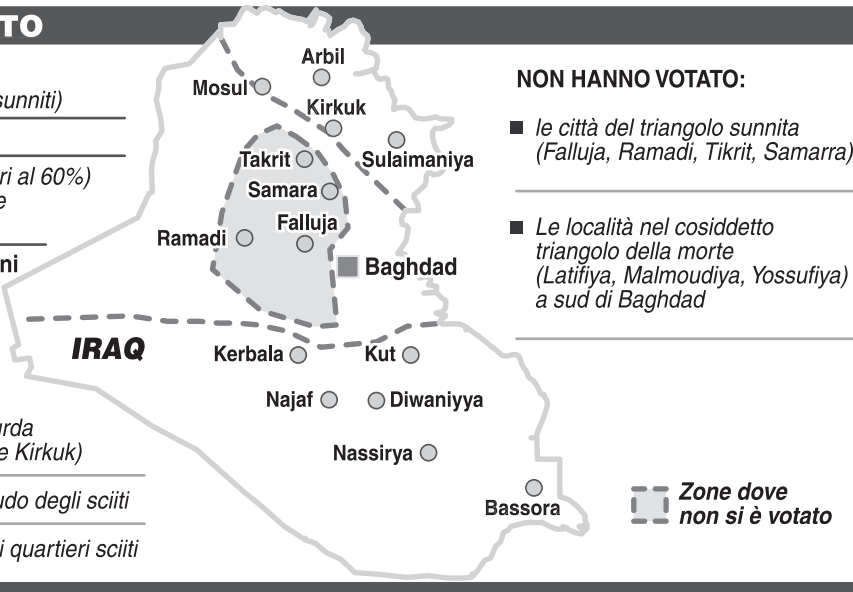 TO
sunniti)
ri al 60%)
e
ni
rda
e Kirkuk)
udo degli sciiti
i quartieri sciiti
Arbil
Mosul
Kirkuk
Takrit
Sulaimaniya
Samara
Falluja
Ramadi
Baghdad
IRAQ
Kerbala
Kut
Najaf
Diwaniyya
Nassirya
Bassora
NON HANNO VOTATO:
le città del triangolo sunnita
(Falluja, Ramadi, Tikrit, Samarra)
Le località nel cosiddetto
triangolo della morte
(Latifiya, Malmoudiya, Yossufiya)
a sud di Baghdad
Zone dove
non si è votato